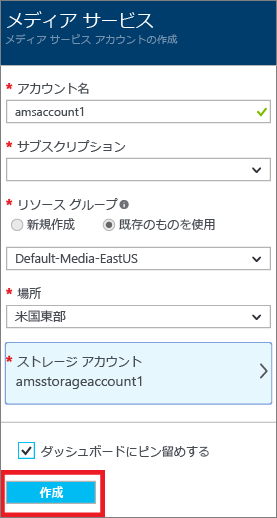 メディア サービス
メディア サービス アカウントの作成
* アカウント名
amsaccount1
* サブスクリプション
* リソース グループ
新規作成 既存のものを使用
Default-Media-EastUS
* 場所
米国東部
* ストレージ アカウント
amsstorageaccount1
ダッシュボードにピン留めする
作成